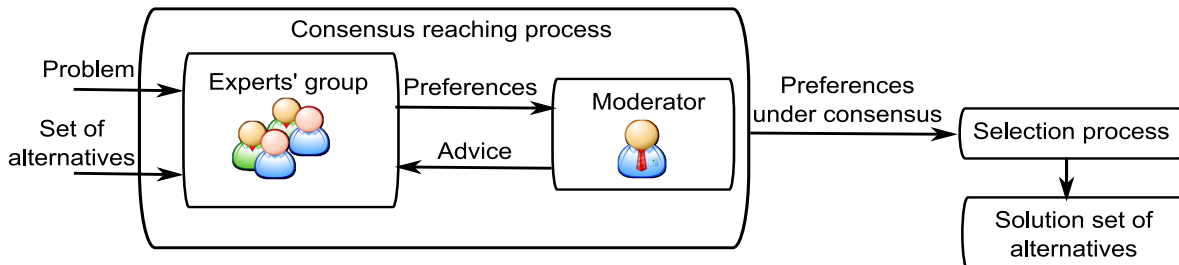 Consensus reaching process
Problem
Set of
alternatives
Experts' group
Preferences
Advice
Moderator
Preferences
under consensus
Selection process
Solution set of
alternatives